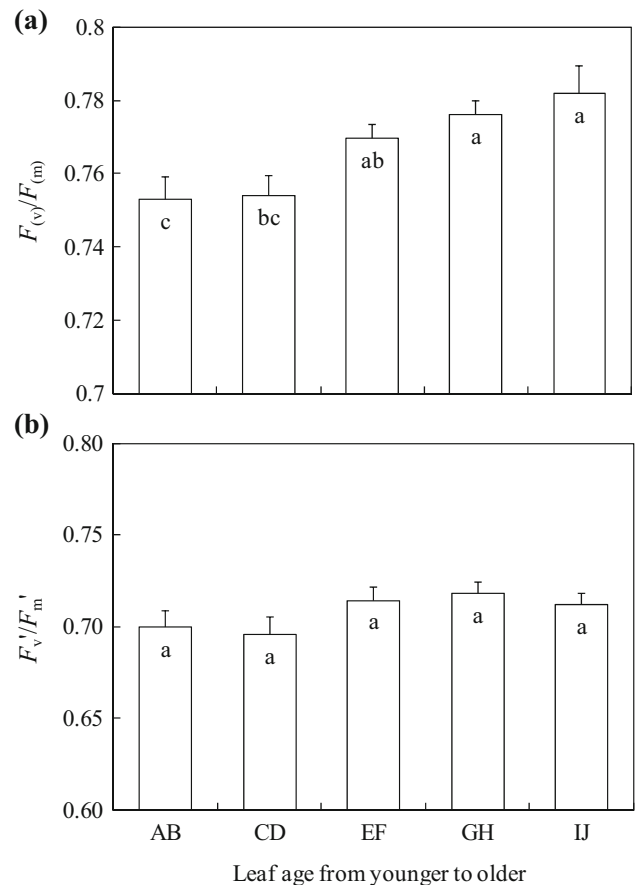 (a)
0.8
0.78
0.76
0.74
0.72
0.7
F(v)/F(m)
c
bc
ab
a
a
(b)
0.80
0.75
0.70
0.65
0.60
Fv'/Fm'
a
a
a
a
a
AB CD EF GH IJ
Leaf age from younger to older